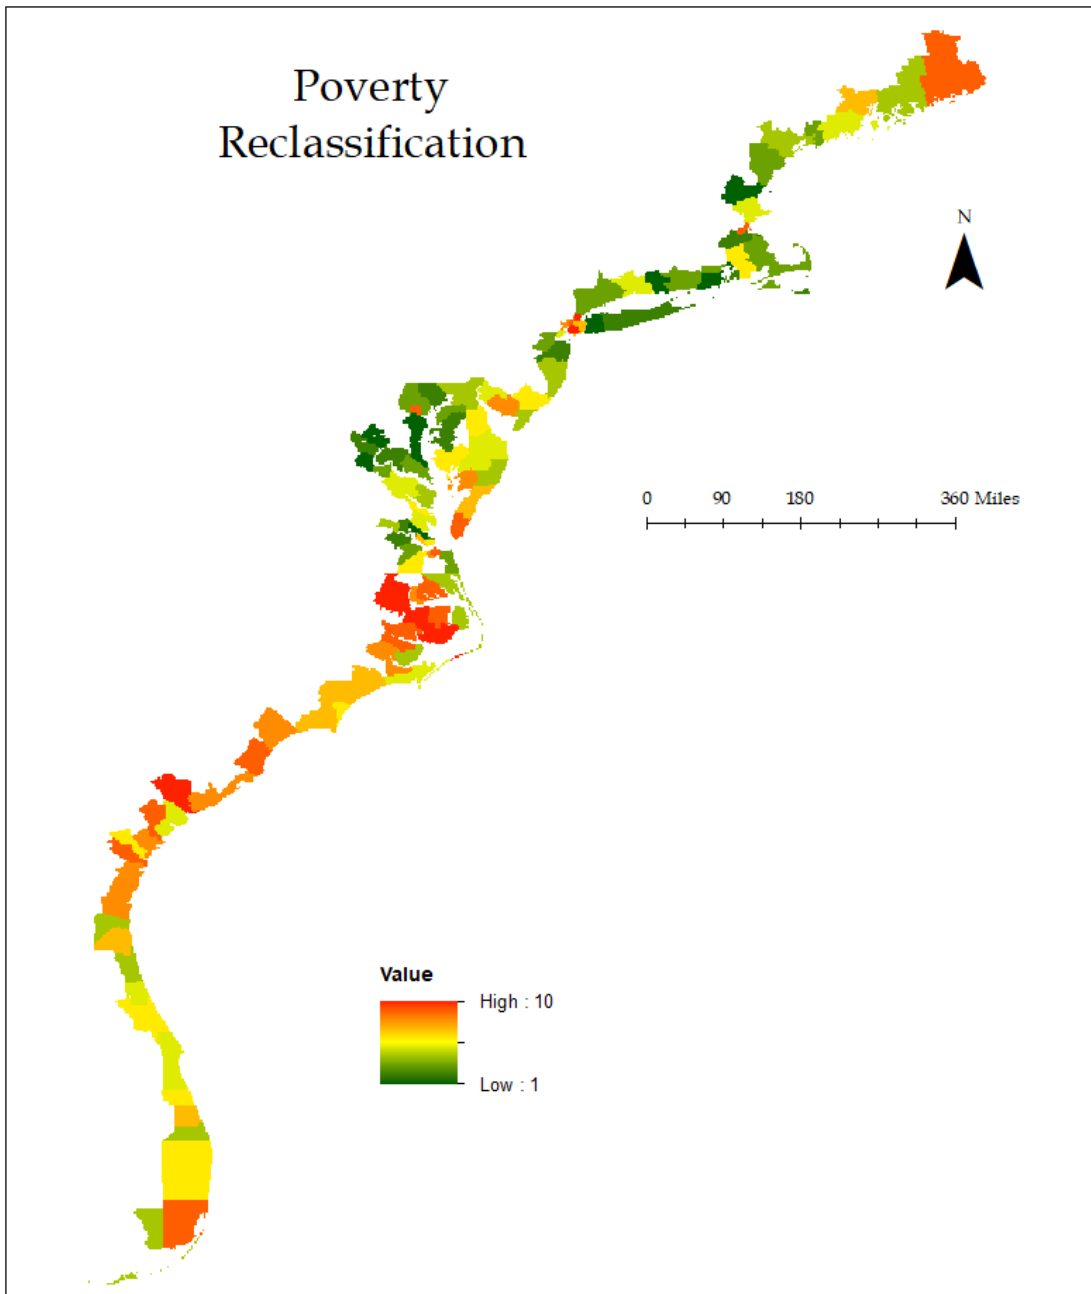 Poverty
Reclassification
N
0 90 180 360 Miles
Value
High : 10
Low : 1